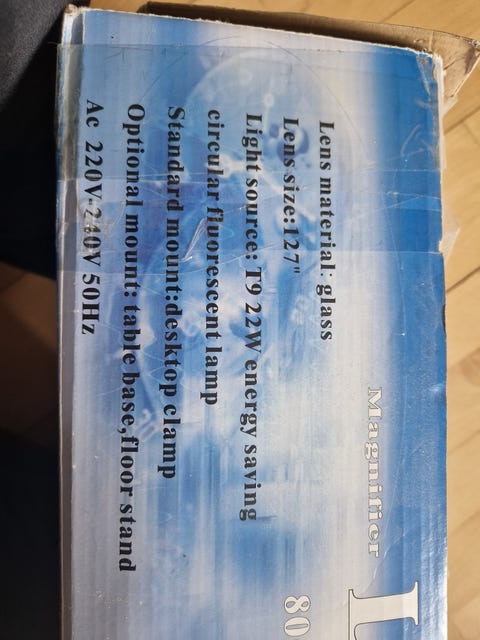 Magnifier
L
80
Lens material: glass
Lens size:127"
Light source: T9 22W energy saving
circular fluorescent lamp
Standard mount:desktop clamp
Optional mount: table base,floor stand
Ac 220V-240V 50Hz